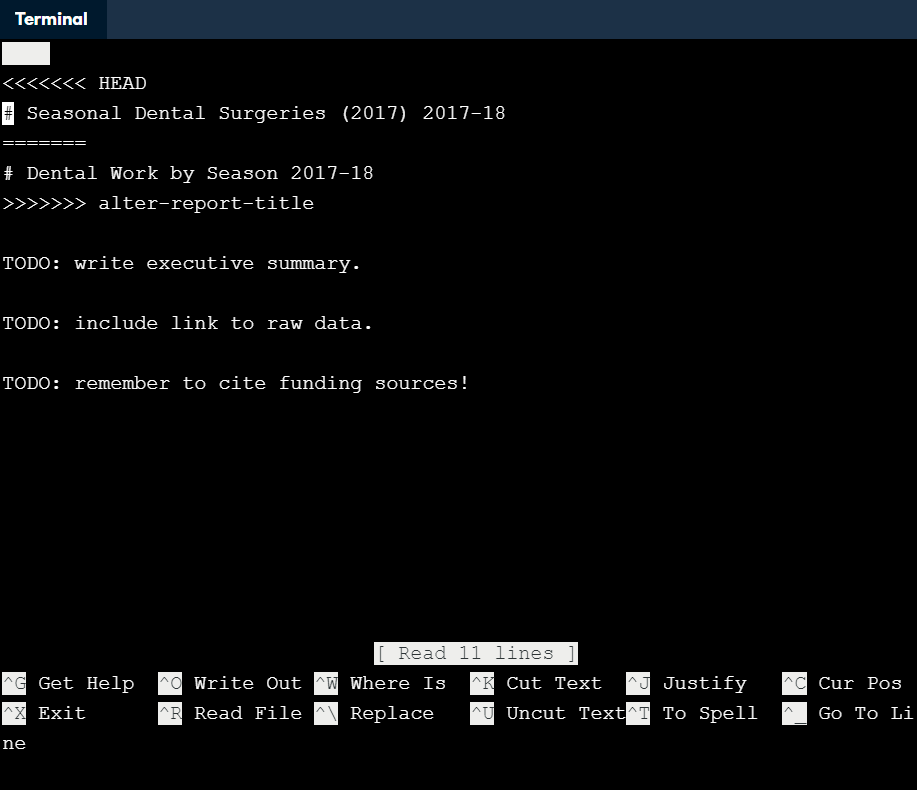 Terminal
<<<<<<< HEAD
# Seasonal Dental Surgeries (2017) 2017-18
=======
# Dental Work by Season 2017-18
>>>>>>> alter-report-title
TODO: write executive summary.
TODO: include link to raw data.
TODO: remember to cite funding sources!
[ Read 11 lines ]
^G Get Help  ^O Write Out ^W Where Is  ^K Cut Text  ^J Justify   ^C Cur Pos
^X Exit      ^R Read File ^\ Replace   ^U Uncut Text^T To Spell  ^_ Go To Li
ne